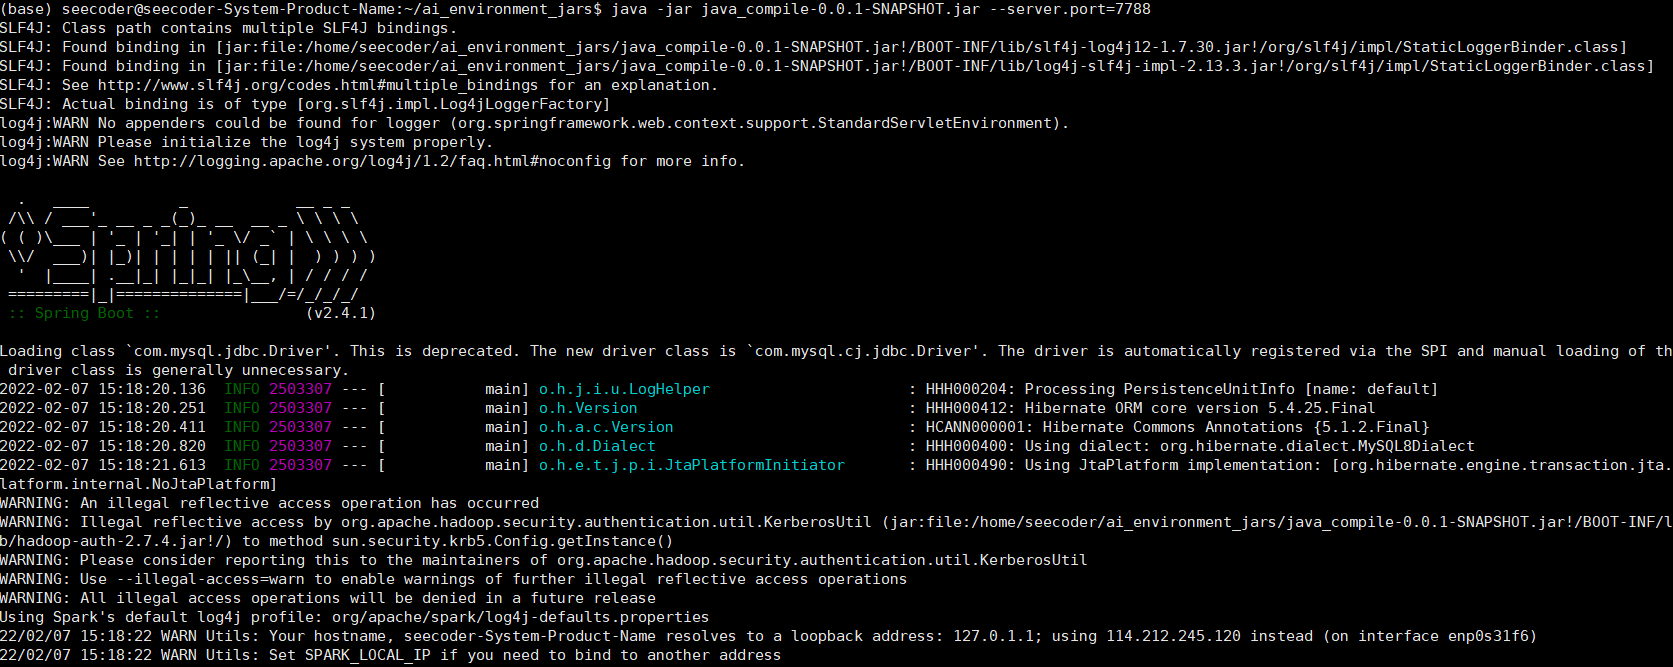 (base) seecoder@seecoder-System-Product-Name:~/ai_environment_jars$ java -jar java_compile-0.0.1-SNAPSHOT.jar --server.port=7788
SLF4J: Class path contains multiple SLF4J bindings.
SLF4J: Found binding in [jar:file:/home/seecoder/ai_environment_jars/java_compile-0.0.1-SNAPSHOT.jar!/BOOT-INF/lib/slf4j-log4j12-1.7.30.jar!/org/slf4j/impl/StaticLoggerBinder.class]
SLF4J: Found binding in [jar:file:/home/seecoder/ai_environment_jars/java_compile-0.0.1-SNAPSHOT.jar!/BOOT-INF/lib/log4j-slf4j-impl-2.13.3.jar!/org/slf4j/impl/StaticLoggerBinder.class]
SLF4J: See http://www.slf4j.org/codes.html#multiple_bindings for an explanation.
SLF4J: Actual binding is of type [org.slf4j.impl.Log4jLoggerFactory]
log4j:WARN No appenders could be found for logger (org.springframework.web.context.support.StandardServletEnvironment).
log4j:WARN Please initialize the log4j system properly.
log4j:WARN See http://logging.apache.org/log4j/1.2/faq.html#noconfig for more info.
  .   ____          _            __ _ _
 /\\ / ___'_ __ _ _(_)_ __  __ _ \ \ \ \
( ( )\___ | '_ | '_| | '_ \/ _` | \ \ \ \
 \\/  ___)| |_)| | | | | || (_| |  ) ) ) )
  '  |____| .__|_| |_|_| |_\__, | / / / /
 =========|_|==============|___/=/_/_/_/
 :: Spring Boot ::                (v2.4.1)
Loading class `com.mysql.jdbc.Driver'. This is deprecated. The new driver class is `com.mysql.cj.jdbc.Driver'. The driver is automatically registered via the SPI and manual loading of th
 driver class is generally unnecessary.
2022-02-07 15:18:20.136  INFO 2503307 --- [           main] o.h.j.i.u.LogHelper                      : HHH000204: Processing PersistenceUnitInfo [name: default]
2022-02-07 15:18:20.251  INFO 2503307 --- [           main] o.h.Version                              : HHH000412: Hibernate ORM core version 5.4.25.Final
2022-02-07 15:18:20.411  INFO 2503307 --- [           main] o.h.a.c.Version                          : HCANN000001: Hibernate Commons Annotations {5.1.2.Final}
2022-02-07 15:18:20.820  INFO 2503307 --- [           main] o.h.d.Dialect                            : HHH000400: Using dialect: org.hibernate.dialect.MySQL8Dialect
2022-02-07 15:18:21.613  INFO 2503307 --- [           main] o.h.e.t.j.p.i.JtaPlatformInitiator       : HHH000490: Using JtaPlatform implementation: [org.hibernate.engine.transaction.jta.
latform.internal.NoJtaPlatform]
WARNING: An illegal reflective access operation has occurred
WARNING: Illegal reflective access by org.apache.hadoop.security.authentication.util.KerberosUtil (jar:file:/home/seecoder/ai_environment_jars/java_compile-0.0.1-SNAPSHOT.jar!/BOOT-INF/l
b/hadoop-auth-2.7.4.jar!/) to method sun.security.krb5.Config.getInstance()
WARNING: Please consider reporting this to the maintainers of org.apache.hadoop.security.authentication.util.KerberosUtil
WARNING: Use --illegal-access=warn to enable warnings of further illegal reflective access operations
WARNING: All illegal access operations will be denied in a future release
Using Spark's default log4j profile: org/apache/spark/log4j-defaults.properties
22/02/07 15:18:22 WARN Utils: Your hostname, seecoder-System-Product-Name resolves to a loopback address: 127.0.1.1; using 114.212.245.120 instead (on interface enp0s31f6)
22/02/07 15:18:22 WARN Utils: Set SPARK_LOCAL_IP if you need to bind to another address